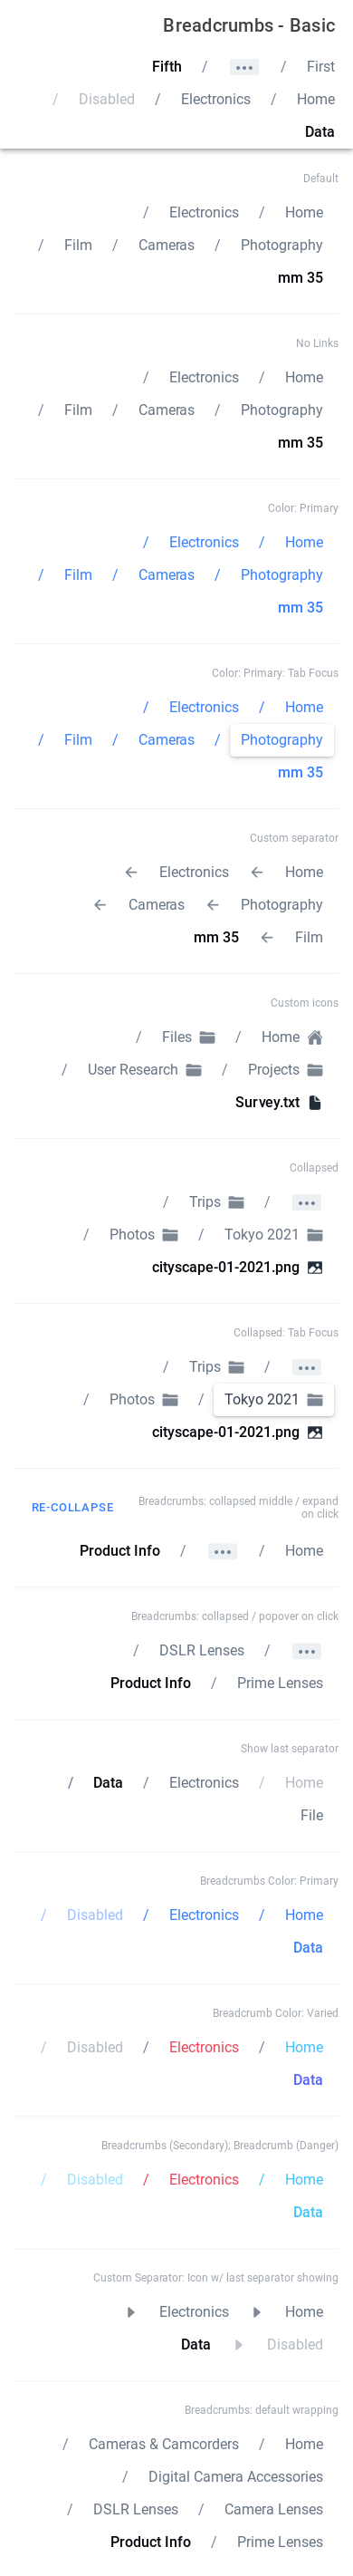 Breadcrumbs - Basic
Fifth / ••• / First
/ Disabled / Electronics / Home
Data
Default
/ Electronics / Home
/ Film / Cameras / Photography
mm 35
No Links
/ Electronics / Home
/ Film / Cameras / Photography
mm 35
Color: Primary
/ Electronics / Home
/ Film / Cameras / Photography
mm 35
Color: Primary: Tab Focus
/ Electronics / Home
/ Film / Cameras / Photography
mm 35
Custom separator
Electronics Home
Cameras Photography
mm 35 Film
Custom icons
/ Files / Home
/ User Research / Projects
Survey.txt
Collapsed
/ Trips / •••
/ Photos / Tokyo 2021
cityscape-01-2021.png
Collapsed: Tab Focus
/ Trips / •••
/ Photos / Tokyo 2021
cityscape-01-2021.png
RE-COLLAPSE
Breadcrumbs: collapsed middle / expand
on click
Product Info / ••• / Home
Breadcrumbs: collapsed / popover on click
/ DSLR Lenses / •••
Product Info / Prime Lenses
Show last separator
/ Data / Electronics / Home
File
Breadcrumbs Color: Primary
/ Disabled / Electronics / Home
Data
Breadcrumb Color: Varied
/ Disabled / Electronics / Home
Data
Breadcrumbs (Secondary); Breadcrumb (Danger)
/ Disabled / Electronics / Home
Data
Custom Separator: Icon w/ last separator showing
Electronics Home
Data Disabled
Breadcrumbs: default wrapping
/ Cameras & Camcorders / Home
/ Digital Camera Accessories
/ DSLR Lenses / Camera Lenses
Product Info / Prime Lenses